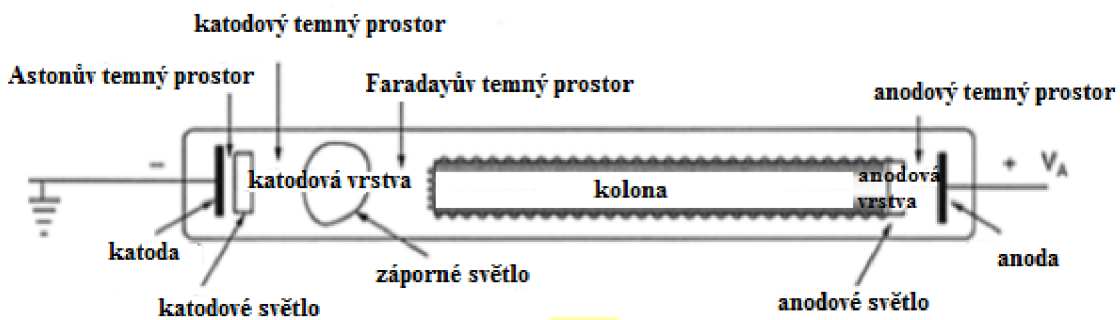 katodový temný prostor
Astonův temný prostor
Faradayův temný prostor
anodový temný prostor
−
+ VA
katodová vrstva
kolona
anodová
vrstva
katoda
záporné světlo
anoda
katodové světlo
anodové světlo